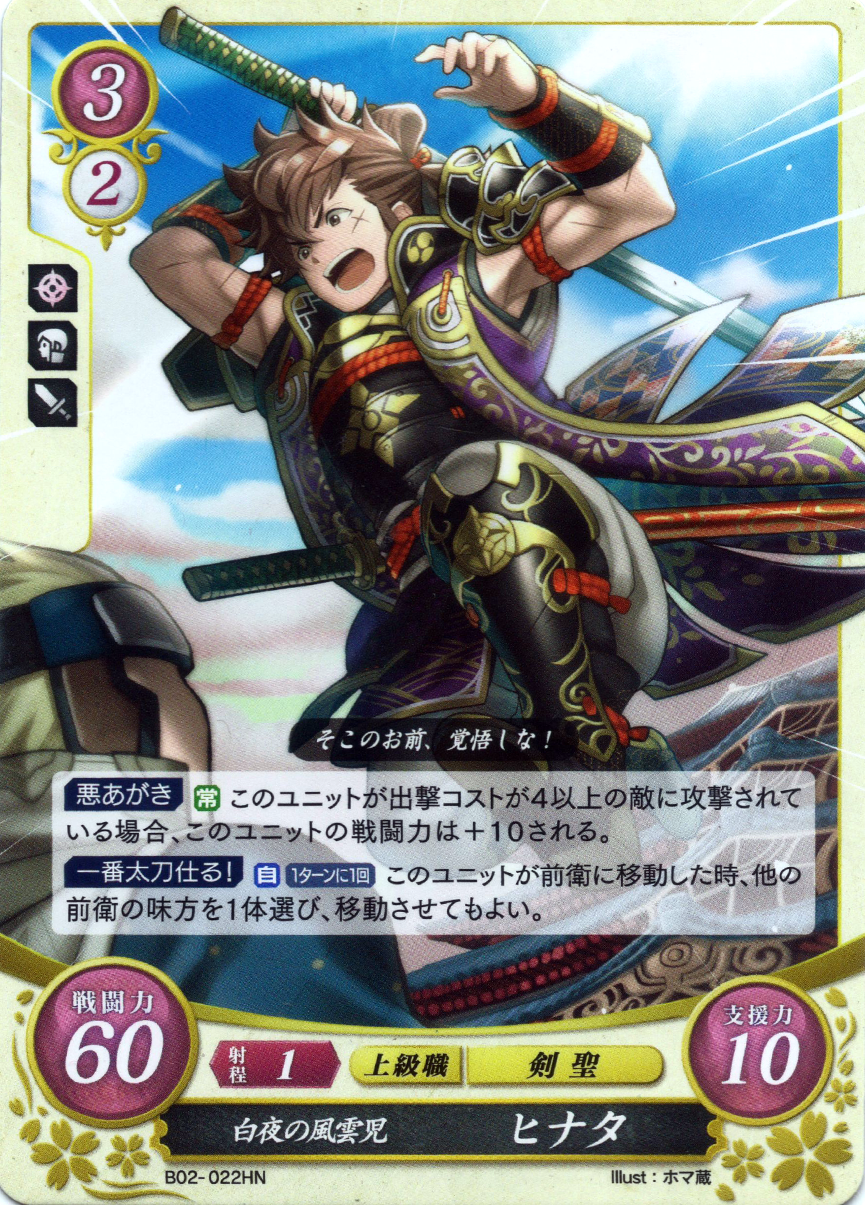 3
2
そこのお前、覚悟しな！
悪あがき 常 このユニットが出撃コストが4以上の敵に攻撃されて
いる場合、このユニットの戦闘力は＋10される。
一番太刀仕る！ 自 1ターンに1回 このユニットが前衛に移動した時、他の
前衛の味方を1体選び、移動させてもよい。
戦闘力
60
射程 1
上級職 剣聖
支援力
10
白夜の風雲児 ヒナタ
B02-022HN
Illust：ホマ蔵